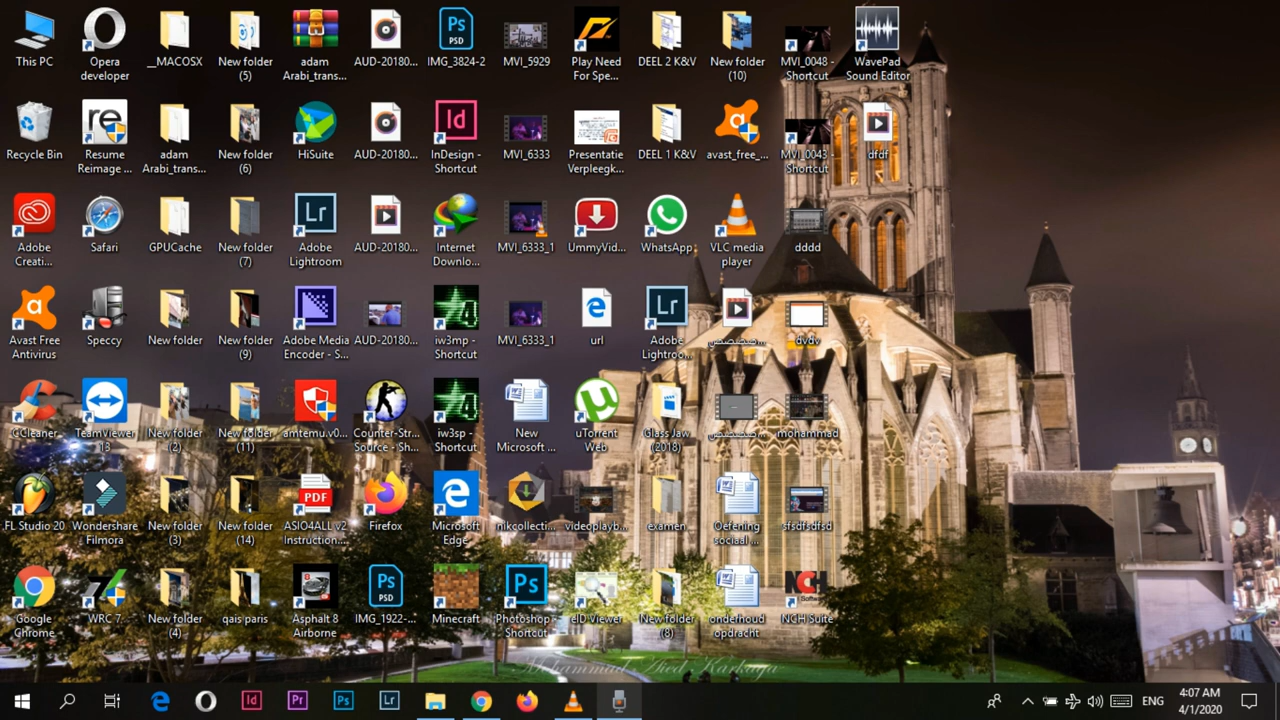 This PC
Opera
developer
__MACOSX
New folder
(5)
adam
Arabi_trans...
AUD-20180...
IMG_3824-2
MVI_5929
Play Need
For Spe...
DEEL 2 K&V
New folder
(10)
MVI_0048 -
Shortcut
WavePad
Sound Editor
Recycle Bin
Resume
Reimage ...
adam
Arabi_trans...
New folder
(6)
HiSuite
AUD-20180...
InDesign -
Shortcut
MVI_6333
Presentatie
Verpleegk...
DEEL 1 K&V
avast_free_...
MVI_0043 -
Shortcut
dfdf
Adobe
Creati...
Safari
GPUCache
New folder
(7)
Adobe
Lightroom
AUD-20180...
Internet
Downlo...
MVI_6333_1
UmmyVid...
WhatsApp
VLC media
player
dddd
Avast Free
Antivirus
Speccy
New folder
New folder
(9)
Adobe Media
Encoder - S...
AUD-20180...
iw3mp -
Shortcut
MVI_6333_1
url
Adobe
Lightroo...
dvdv
CCleaner
TeamViewer
13
New folder
(2)
New folder
(11)
amtemu.v0...
Counter-Str...
Source - Sh...
iw3sp -
Shortcut
New
Microsoft ...
uTorrent
Web
Glass Jaw
(2018)
mohammad
FL Studio 20
Wondershare
Filmora
New folder
(3)
New folder
(14)
PDF
ASIO4ALL v2
Instruction...
Firefox
Microsoft
Edge
nikcollecti...
videoplayb...
examen
Oefening
sociaal ...
sfsdfsdfsd
Google
Chrome
WRC 7
New folder
(4)
qais paris
Asphalt 8
Airborne
IMG_1922-...
Minecraft
Photoshop -
Shortcut
eID Viewer
New folder
(8)
onderhoud
opdracht
NCH Suite
ENG
4:07 AM
4/1/2020